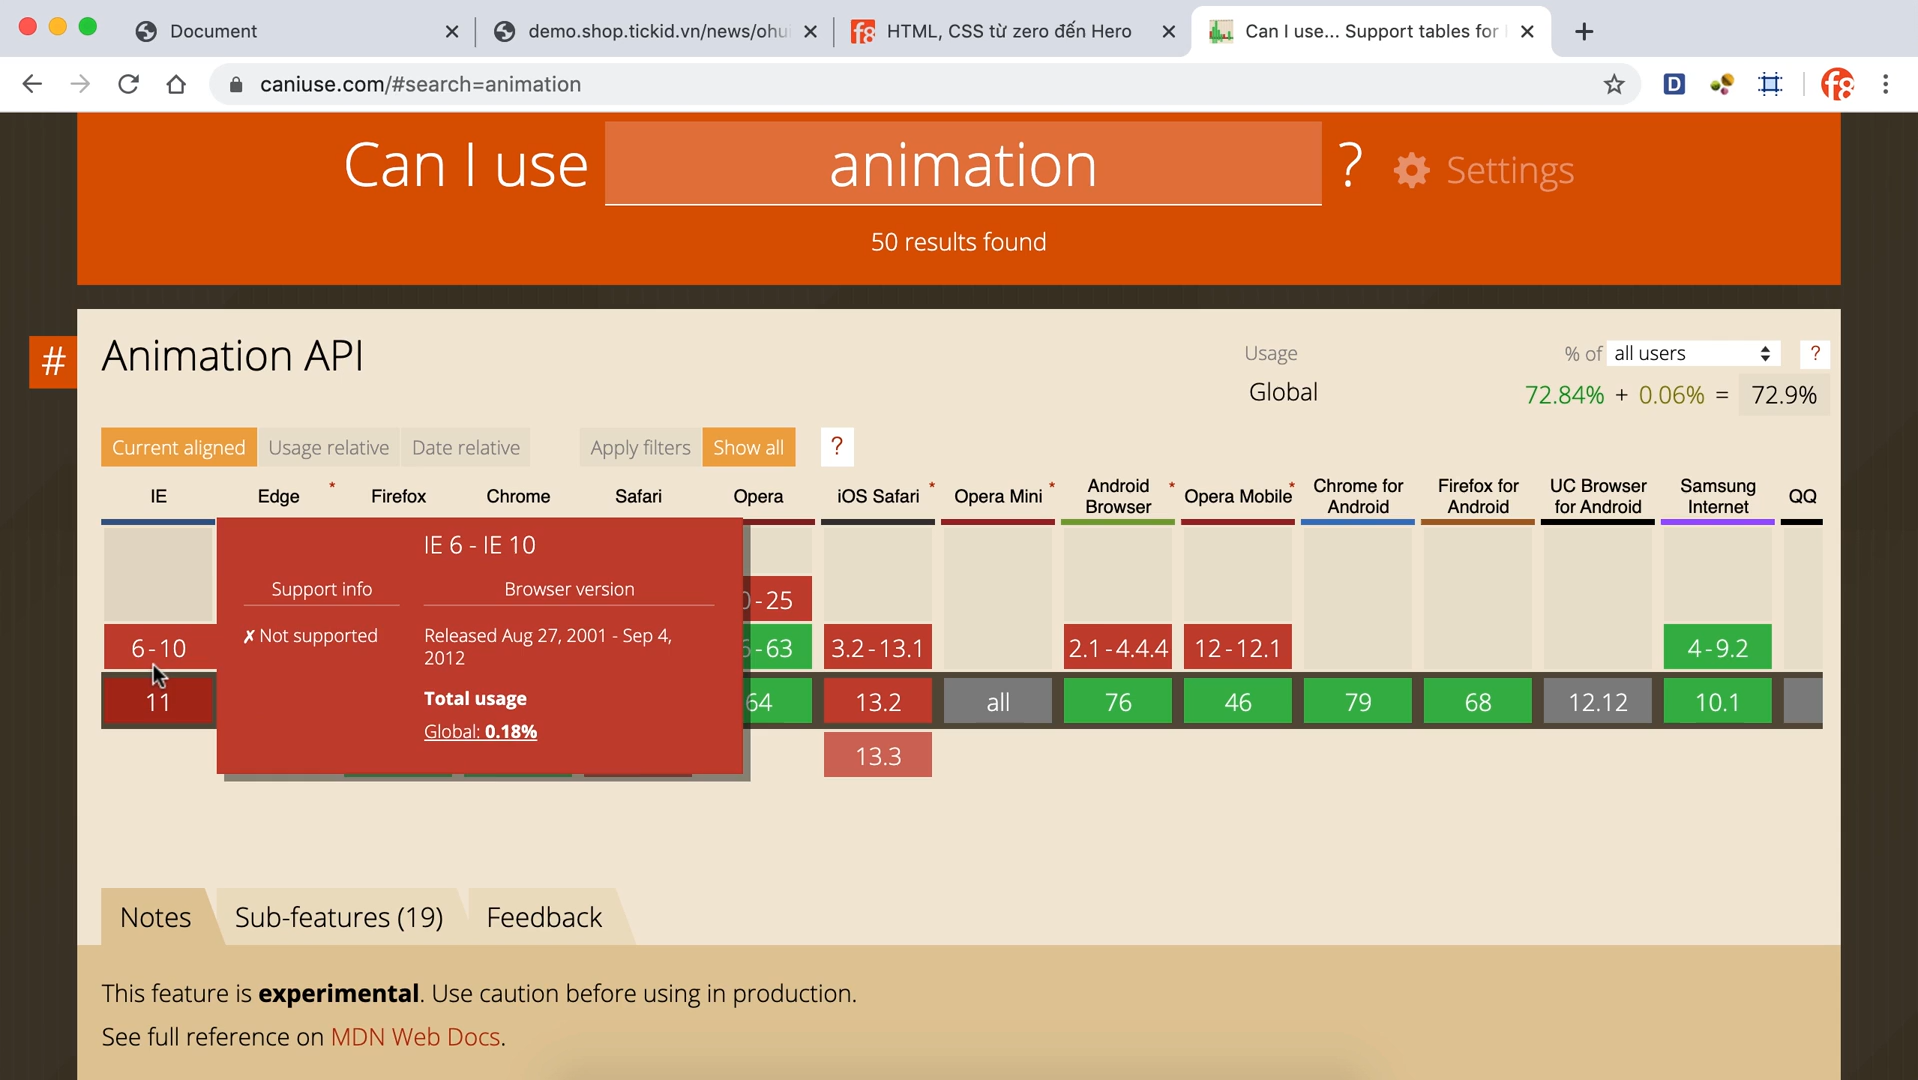 Document
demo.shop.tickid.vn/news/ohui
HTML, CSS từ zero đến Hero
Can I use... Support tables for
caniuse.com/#search=animation
D
f8
Can I use animation ?
Settings
50 results found
#
Animation API
Usage
% of all users
?
Global
72.84% + 0.06% = 72.9%
Current aligned
Usage relative
Date relative
Apply filters
Show all
?
IE
Edge *
Firefox
Chrome
Safari
Opera
iOS Safari *
Opera Mini *
Android Browser *
Opera Mobile *
Chrome for Android
Firefox for Android
UC Browser for Android
Samsung Internet
QQ
IE 6 - IE 10
Support info
Browser version
✗ Not supported
Released Aug 27, 2001 - Sep 4,
2012
Total usage
Global: 0.18%
-25
6-10
-63
3.2-13.1
2.1-4.4.4
12-12.1
4-9.2
11
64
13.2
all
76
46
79
68
12.12
10.1
13.3
Notes
Sub-features (19)
Feedback
This feature is experimental. Use caution before using in production.
See full reference on MDN Web Docs.